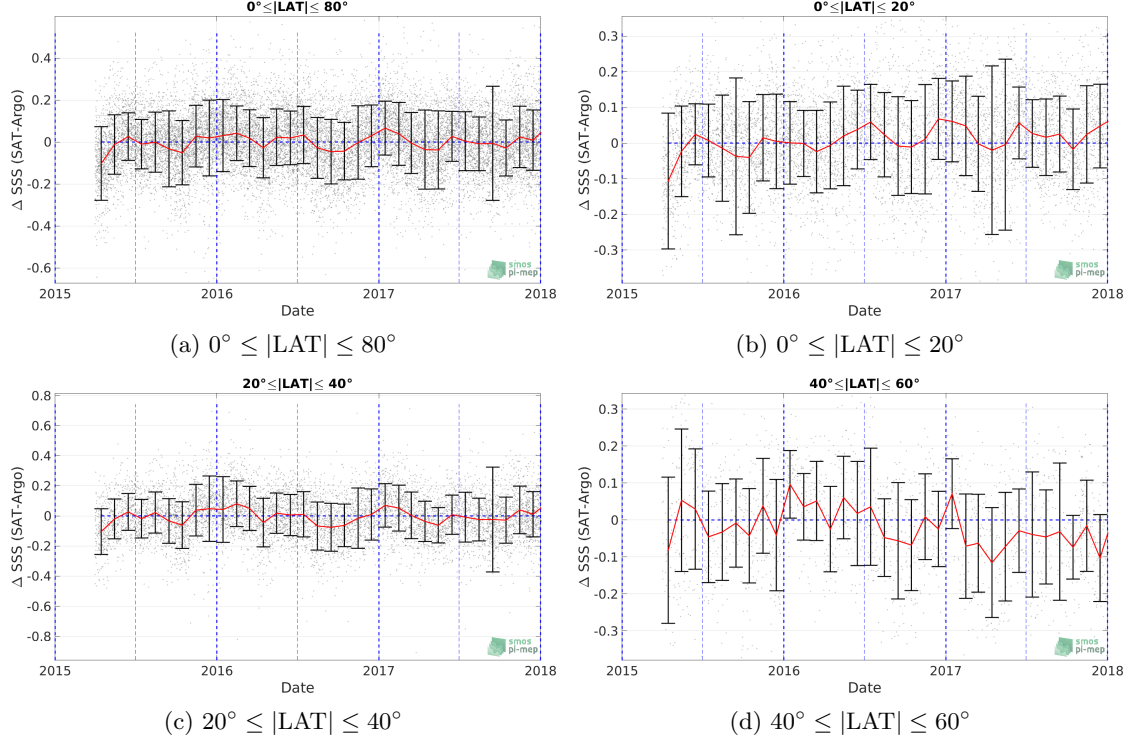 0°≤|LAT|≤ 80°
Δ SSS (SAT-Argo)
0.4
0.2
0
-0.2
-0.4
-0.6
2015
2016
2017
2018
Date
smos
pi-mep
(a) 0° ≤ |LAT| ≤ 80°
0°≤|LAT|≤ 20°
Δ SSS (SAT-Argo)
0.3
0.2
0.1
0
-0.1
-0.2
-0.3
2015
2016
2017
2018
Date
smos
pi-mep
(b) 0° ≤ |LAT| ≤ 20°
20°≤|LAT|≤ 40°
Δ SSS (SAT-Argo)
0.8
0.6
0.4
0.2
0
-0.2
-0.4
-0.6
-0.8
2015
2016
2017
2018
Date
smos
pi-mep
(c) 20° ≤ |LAT| ≤ 40°
40°≤|LAT|≤ 60°
Δ SSS (SAT-Argo)
0.3
0.2
0.1
0
-0.1
-0.2
-0.3
2015
2016
2017
2018
Date
smos
pi-mep
(d) 40° ≤ |LAT| ≤ 60°